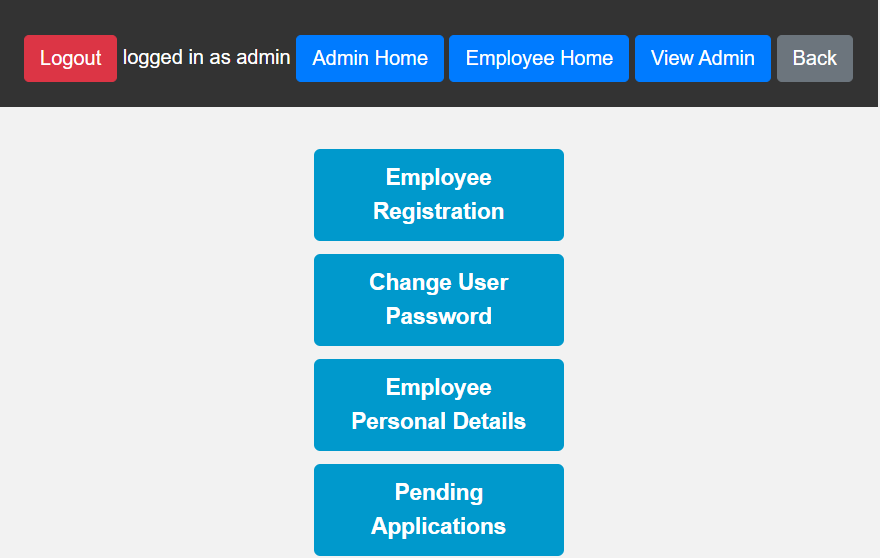 Logout logged in as admin Admin Home Employee Home View Admin Back
Employee
Registration
Change User
Password
Employee
Personal Details
Pending
Applications